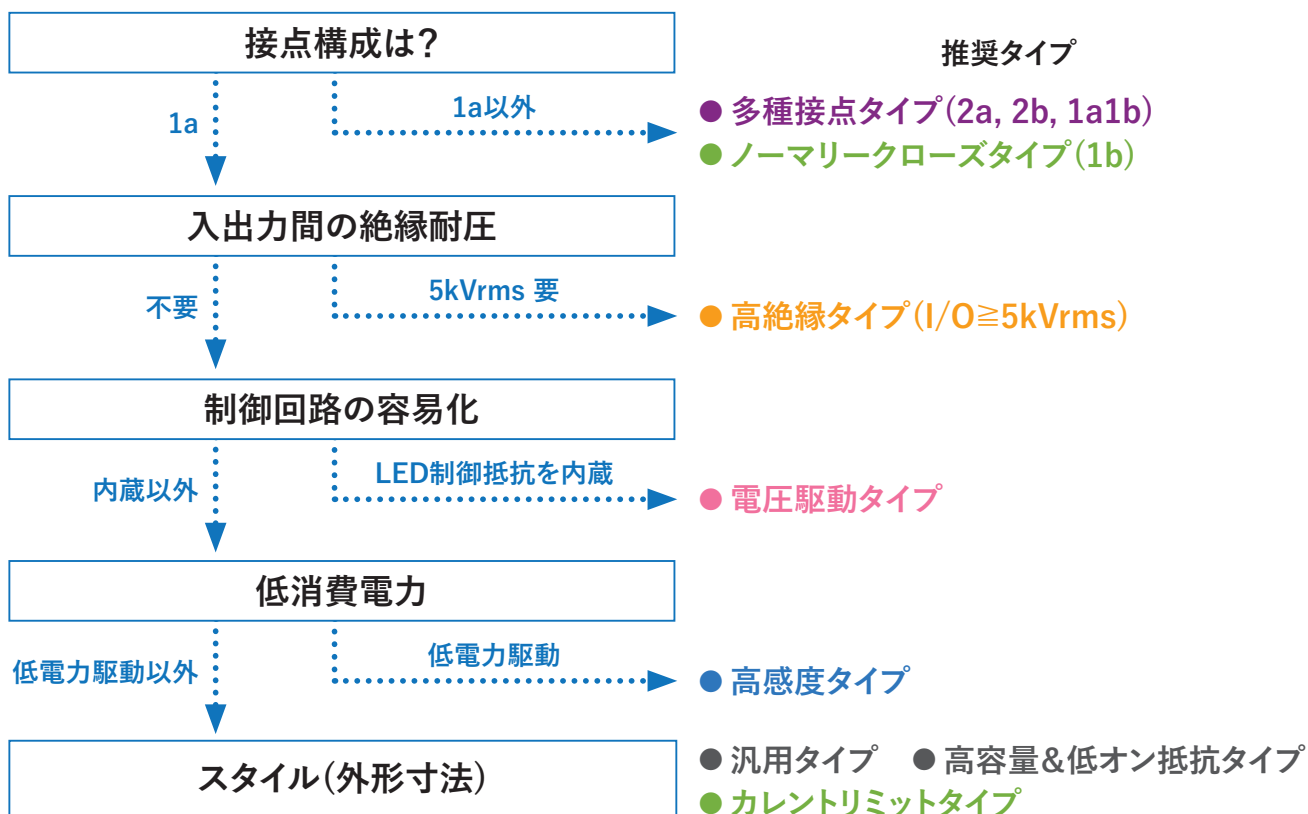 接点構成は？
推奨タイプ
1a
1a以外
● 多種接点タイプ(2a, 2b, 1a1b)
● ノーマリークローズタイプ(1b)
入出力間の絶縁耐圧
不要
5kVrms 要
● 高絶縁タイプ(I/O≧5kVrms)
制御回路の容易化
内蔵以外
LED制御抵抗を内蔵
● 電圧駆動タイプ
低消費電力
低電力駆動以外
低電力駆動
● 高感度タイプ
スタイル(外形寸法)
● 汎用タイプ ● 高容量&低オン抵抗タイプ
● カレントリミットタイプ